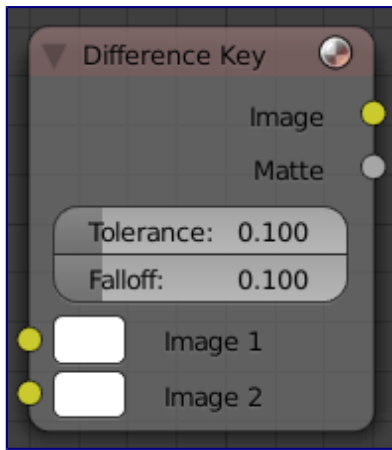 Difference Key
Image
Matte
Tolerance: 0.100
Falloff: 0.100
Image 1
Image 2